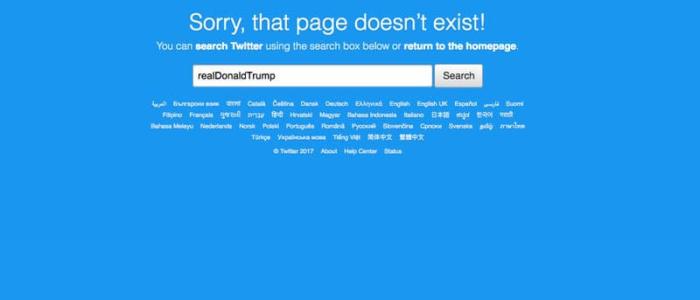 Sorry, that page doesn't exist!
You can search Twitter using the search box below or return to the homepage.
realDonaldTrump Search
العربية Български език বাংলা Català Čeština Dansk Deutsch Ελληνικά English English UK Español فارسی Suomi
Filipino Français ગુજરાતી עברית हिन्दी Hrvatski Magyar Bahasa Indonesia Italiano 日本語 ಕನ್ನಡ 한국어 मराठी
Bahasa Melayu Nederlands Norsk Polski Português Română Русский Slovenčina Српски Svenska தமிழ் ภาษาไทย
Türkçe Українська мова Tiếng Việt 简体中文 繁體中文
© Twitter 2017 About Help Center Status